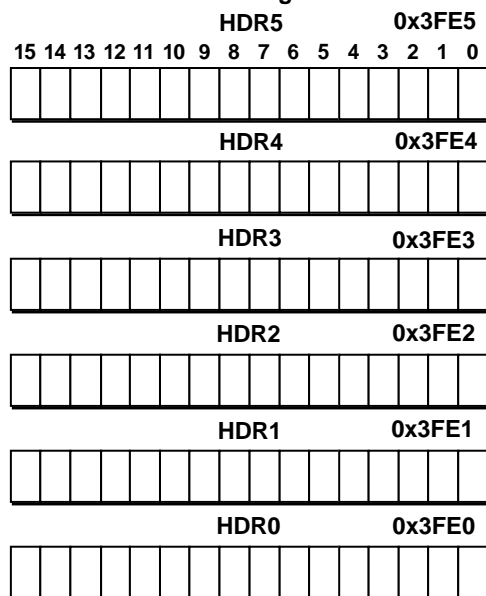 HDR5 0x3FE5
15 14 13 12 11 10 9 8 7 6 5 4 3 2 1 0
HDR4 0x3FE4
HDR3 0x3FE3
HDR2 0x3FE2
HDR1 0x3FE1
HDR0 0x3FE0